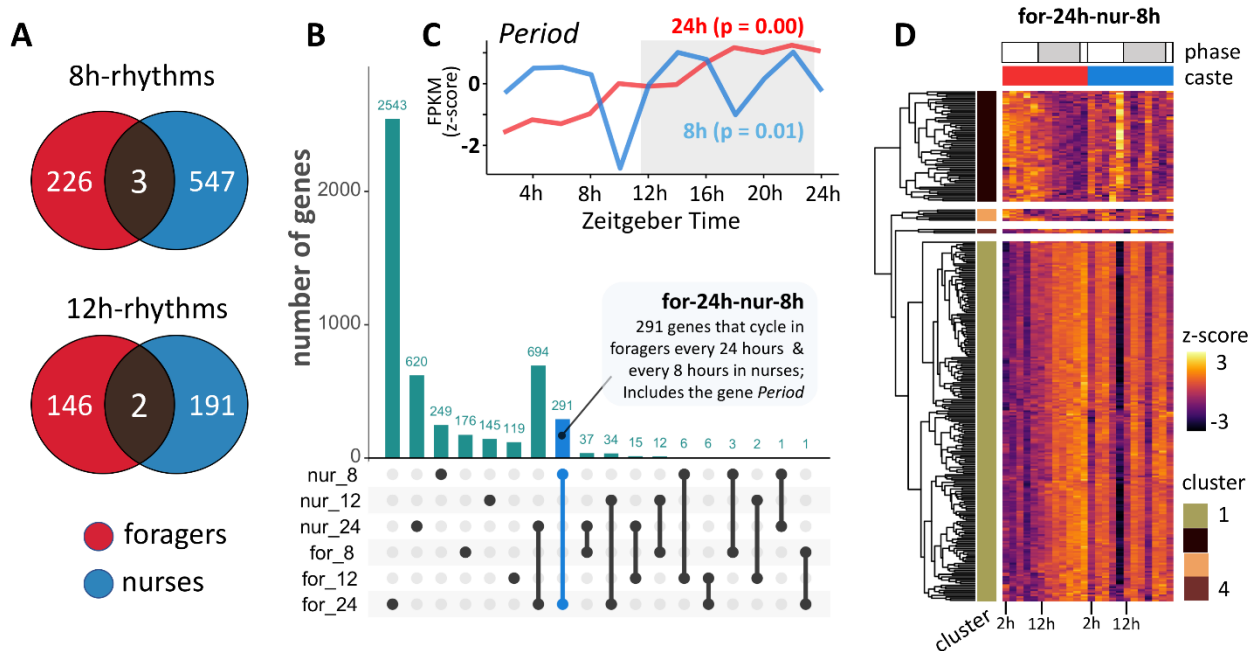 A
8h-rhythms
226
3
547
12h-rhythms
146
2
191
foragers
nurses
B
number of genes
2000
1000
0
2543
620
249
176
145
119
694
291
37
34
15
12
6
6
3
2
1
1
for-24h-nur-8h
291 genes that cycle in
foragers every 24 hours &
every 8 hours in nurses;
Includes the gene Period
nur_8
nur_12
nur_24
for_8
for_12
for_24
C
Period
24h (p = 0.00)
8h (p = 0.01)
FPKM
(z-score)
0
-2
4h
8h
12h
16h
20h
24h
Zeitgeber Time
D
for-24h-nur-8h
phase
caste
z-score
3
-3
cluster
1
4
cluster
2h
12h
2h
12h